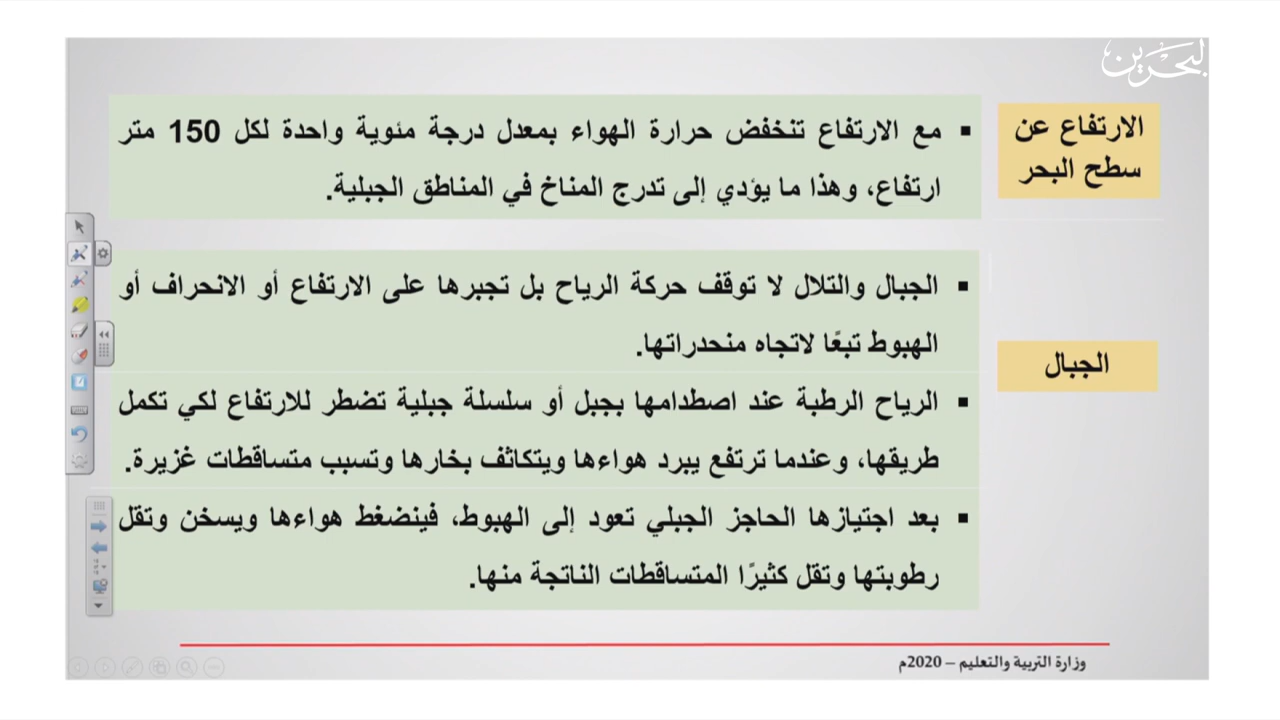 البحرين
الارتفاع عن
سطح البحر
▪ مع الارتفاع تنخفض حرارة الهواء بمعدل درجة مئوية واحدة لكل 150 متر
ارتفاع، وهذا ما يؤدي إلى تدرج المناخ في المناطق الجبلية.
الجبال
▪ الجبال والتلال لا توقف حركة الرياح بل تجبرها على الارتفاع أو الانحراف أو
الهبوط تبعًا لاتجاه منحدراتها.
▪ الرياح الرطبة عند اصطدامها بجبل أو سلسلة جبلية تضطر للارتفاع لكي تكمل
طريقها، وعندما ترتفع يبرد هواءها ويتكاثف بخارها وتسبب متساقطات غزيرة.
▪ بعد اجتيازها الحاجز الجبلي تعود إلى الهبوط، فينضغط هواءها ويسخن وتقل
رطوبتها وتقل كثيرًا المتساقطات الناتجة منها.
وزارة التربية والتعليم – 2020م